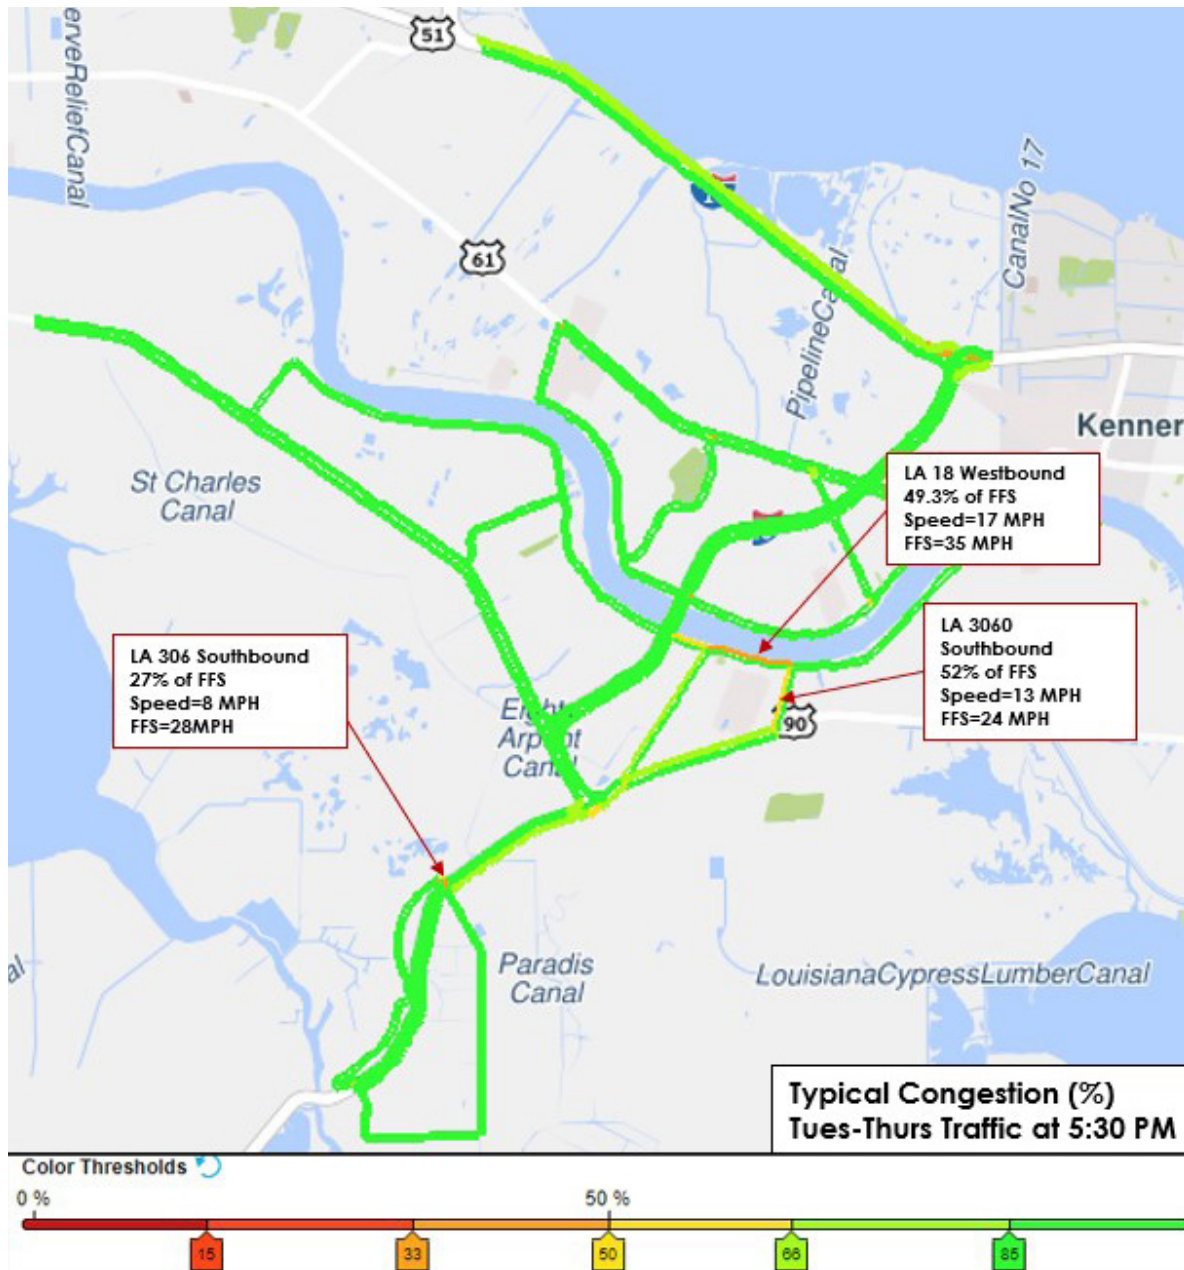 51
erveReliefCanal
CanalNo 17
61
PipelineCanal
Kenner
St Charles
Canal
LA 18 Westbound
49.3% of FFS
Speed=17 MPH
FFS=35 MPH
LA 3060
Southbound
52% of FFS
Speed=13 MPH
FFS=24 MPH
LA 306 Southbound
27% of FFS
Speed=8 MPH
FFS=28MPH
90
Canal
Paradis
Canal
LouisianaCypressLumberCanal
al
Typical Congestion (%)
Tues-Thurs Traffic at 5:30 PM
Color Thresholds
0 %
50 %
15
33
50
66
85